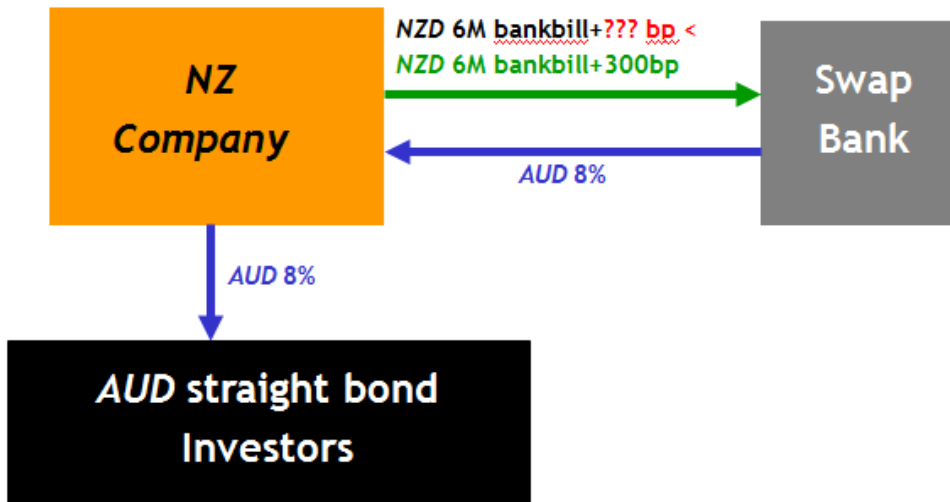 NZ
Company
NZD 6M bankbill+??? bp <
NZD 6M bankbill+300bp
Swap
Bank
AUD 8%
AUD 8%
AUD straight bond
Investors